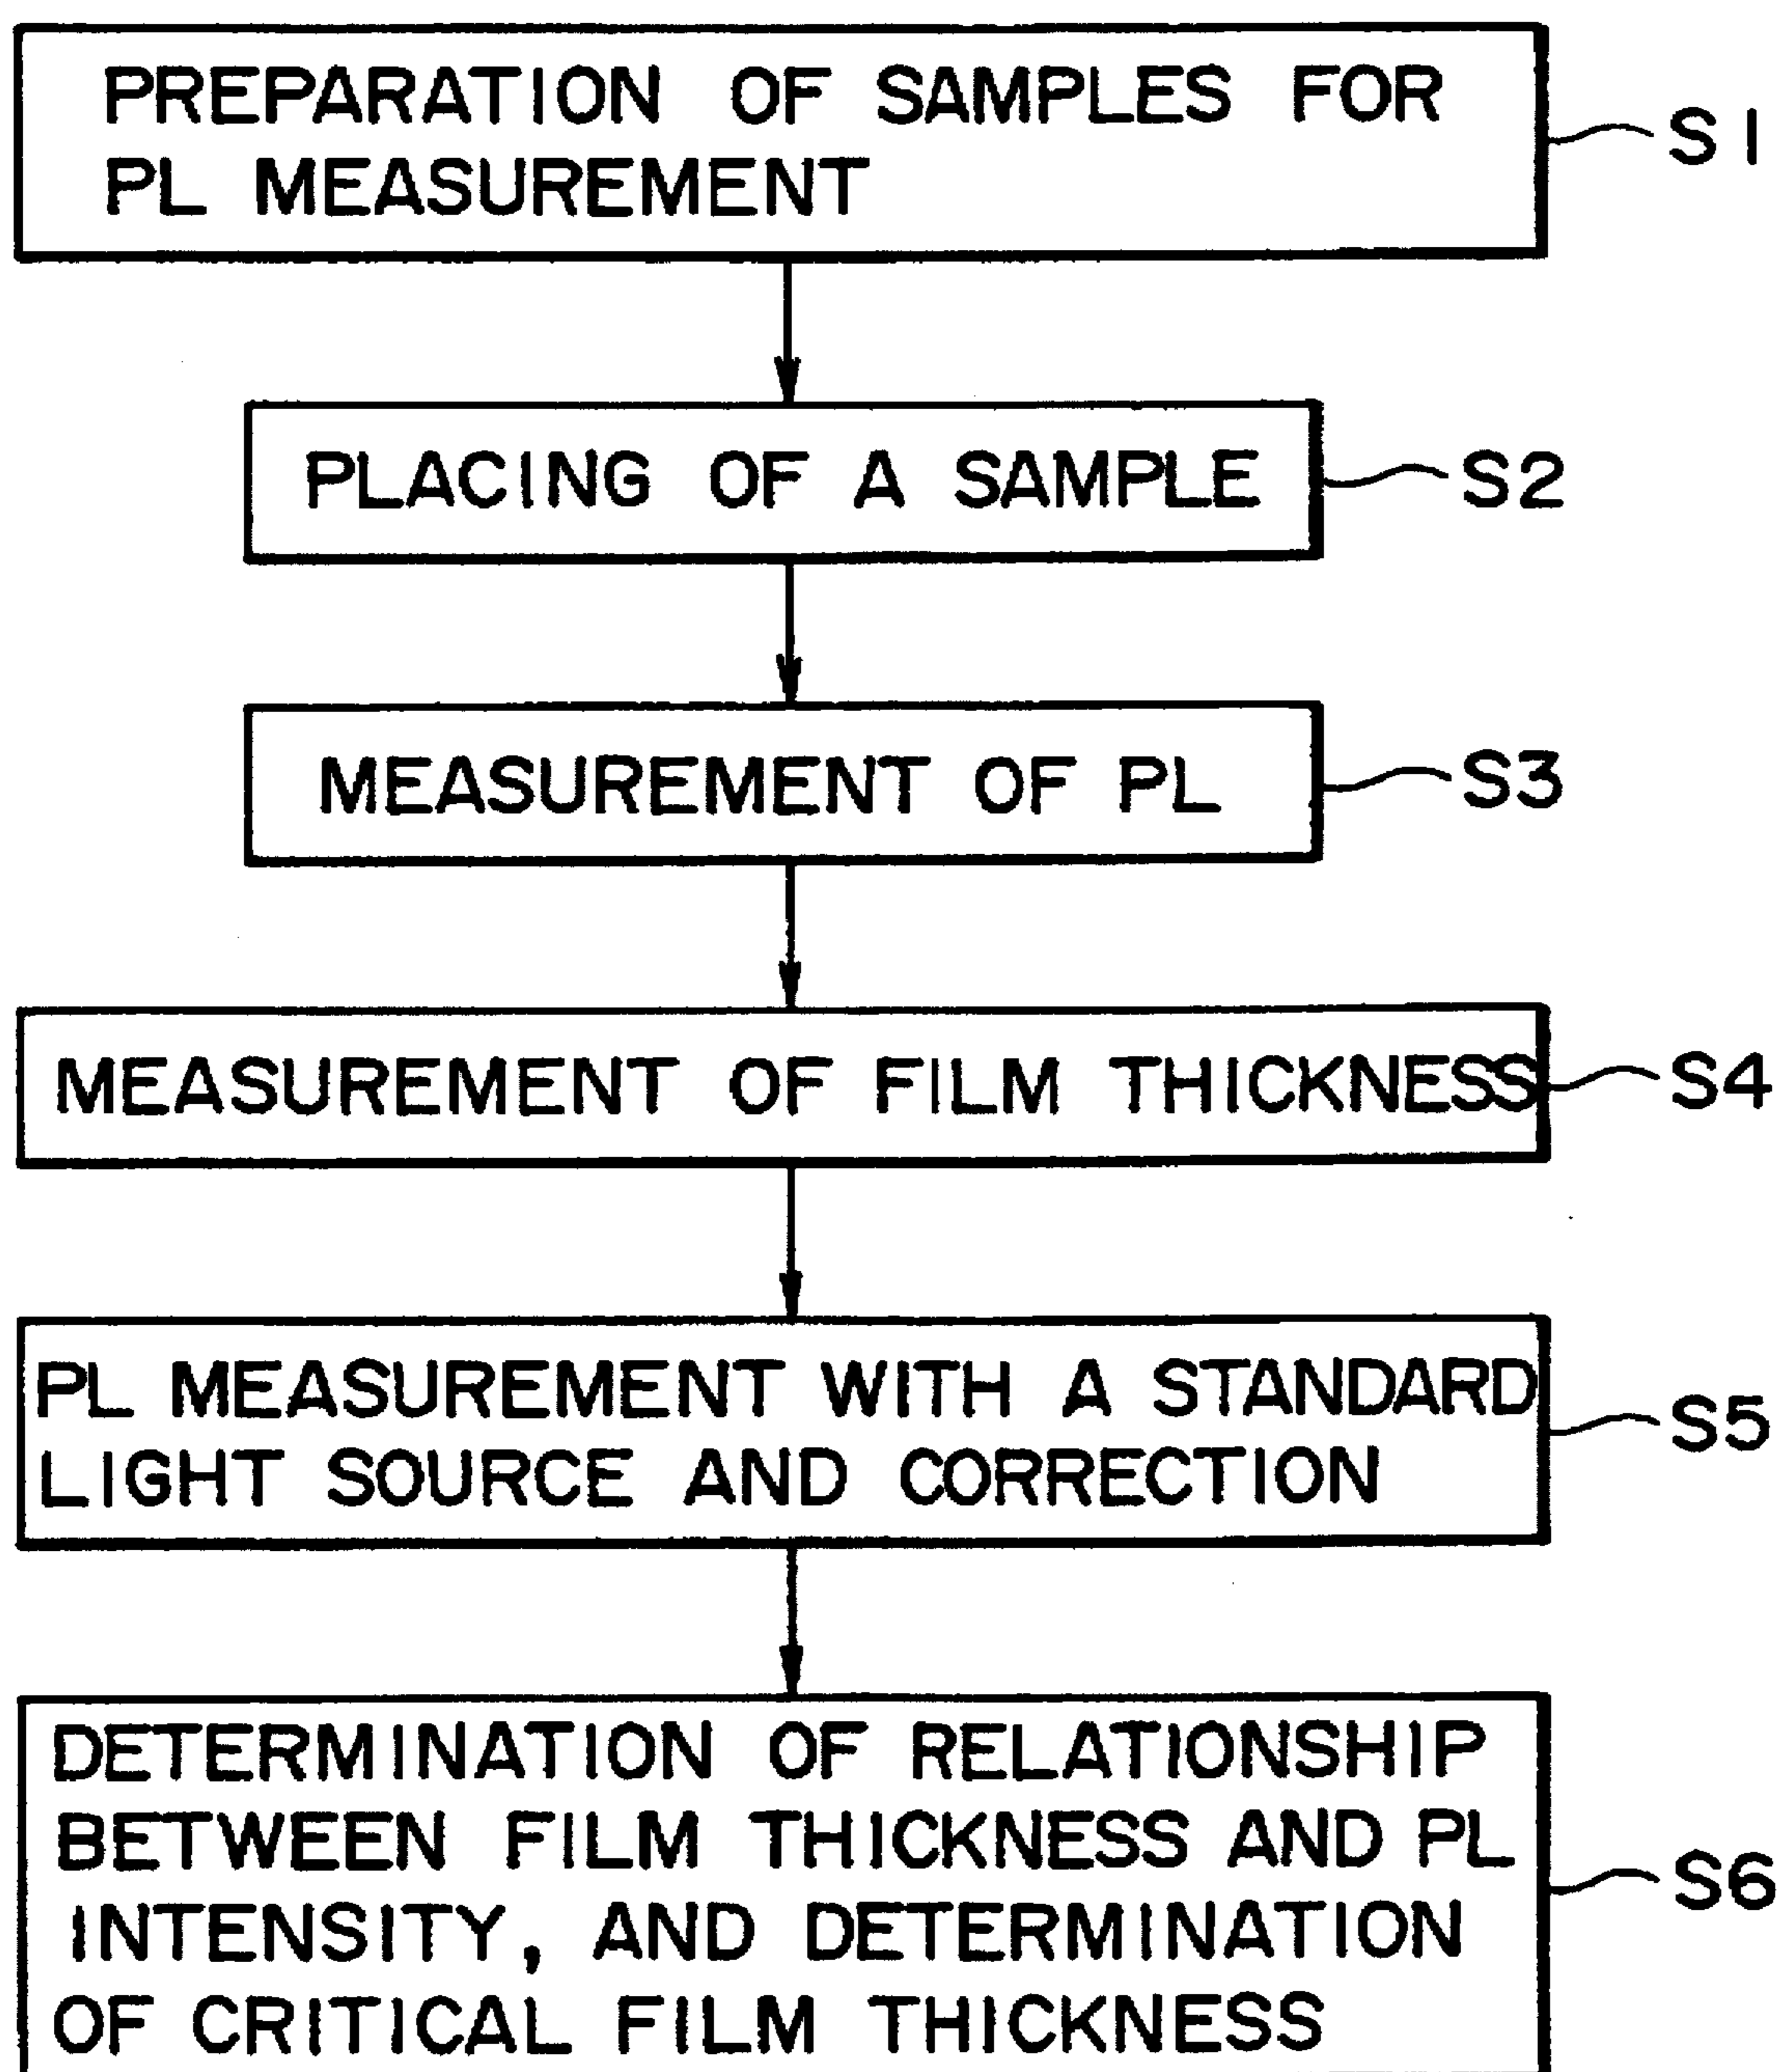 PREPARATION OF SAMPLES FOR
PL MEASUREMENT
S1
PLACING OF A SAMPLE
S2
MEASUREMENT OF PL
S3
MEASUREMENT OF FILM THICKNESS
S4
PL MEASUREMENT WITH A STANDARD
LIGHT SOURCE AND CORRECTION
S5
DETERMINATION OF RELATIONSHIP
BETWEEN FILM THICKNESS AND PL
INTENSITY, AND DETERMINATION
OF CRITICAL FILM THICKNESS
S6